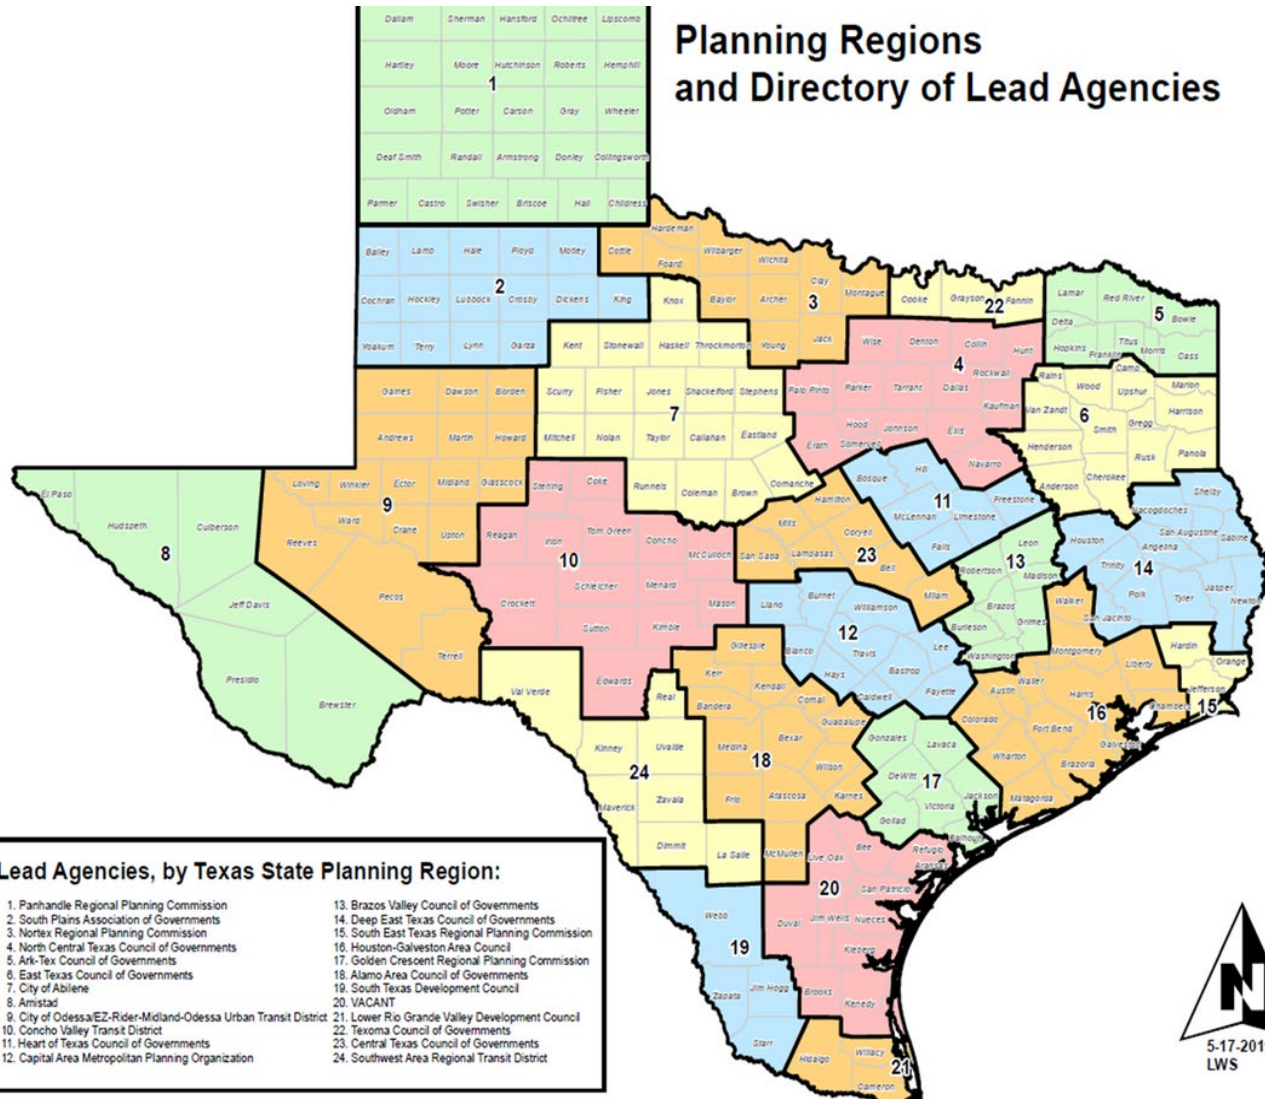 Planning Regions
and Directory of Lead Agencies
Dallam Sherman Hansford Ochiltree Lipscomb
Hartley Moore Hutchinson Roberts Hemphill
1
Oldham Potter Carson Gray Wheeler
Deaf Smith Randall Armstrong Donley Collingsworth
Parmer Castro Swisher Briscoe Hall Childress
Bailey Lamb Hale Floyd Motley
2
Cochran Hockley Lubbock Crosby Dickens King
Yoakum Terry Lynn Garza
Hardeman
Cottle Foard Wilbarger Wichita
Clay
Baylor Archer 3 Montague
Young Jack
Cooke Grayson 22 Fannin
Lamar Red River 5 Bowie
Delta
Hopkins Franklin Titus Morris Cass
Wise Denton Collin Hunt
4 Rockwall
Palo Pinto Parker Tarrant Dallas Kaufman
Hood Johnson Ellis
Erath Somervell Navarro
Camp
Rains Wood Upshur Marion
Van Zandt 6 Smith Gregg Harrison
Henderson Rusk Panola
Anderson Cherokee
Knox
Kent Stonewall Haskell Throckmorton
Scurry Fisher Jones Shackelford Stephens
7
Mitchell Nolan Taylor Callahan Eastland
Runnels Coleman Brown Comanche
Gaines Dawson Borden
Andrews Martin Howard
Loving Winkler Ector Midland Glasscock
9
Ward Crane Upton
Reeves
Pecos
Terrell
El Paso Hudspeth Culberson
8
Jeff Davis
Presidio
Brewster
Sterling Coke
Reagan Irion Tom Green Concho McCulloch
10
Crockett Schleicher Menard Mason
Sutton Kimble
Edwards
Bosque Hill
11 Freestone
McLennan Limestone
Falls
Hamilton
Mills Coryell
San Saba Lampasas 23 Bell
Milam
Leon
13
Robertson Madison
Brazos Grimes
Burleson
Washington
Shelby
Nacogdoches
San Augustine Sabine
Houston Angelina
Trinity 14
Polk Tyler Jasper Newton
San Jacinto
Llano Burnet Williamson
12
Blanco Travis Lee
Hays Bastrop
Caldwell Fayette
Walker
Montgomery Liberty
Austin Waller Harris
Colorado Fort Bend 16 Chambers
Galveston
Wharton Brazoria
Matagorda
Hardin
Orange
Jefferson
15
Gillespie
Kerr Kendall
Bandera Comal
Guadalupe
Medina Bexar
18 Wilson
Frio Atascosa Karnes
McMullen
Val Verde Real
Kinney Uvalde
24
Maverick Zavala
Dimmit La Salle
Gonzales Lavaca
DeWitt 17
Victoria Jackson
Goliad
Calhoun
Live Oak Bee Refugio
Aransas
20 San Patricio
Duval Jim Wells Nueces
Kleberg
Brooks Kenedy
Webb
19
Zapata Jim Hogg
Starr
Hidalgo Willacy
21
Cameron
Lead Agencies, by Texas State Planning Region:
1. Panhandle Regional Planning Commission
2. South Plains Association of Governments
3. Nortex Regional Planning Commission
4. North Central Texas Council of Governments
5. Ark-Tex Council of Governments
6. East Texas Council of Governments
7. City of Abilene
8. Amistad
9. City of Odessa/EZ-Rider-Midland-Odessa Urban Transit District
10. Concho Valley Transit District
11. Heart of Texas Council of Governments
12. Capital Area Metropolitan Planning Organization
13. Brazos Valley Council of Governments
14. Deep East Texas Council of Governments
15. South East Texas Regional Planning Commission
16. Houston-Galveston Area Council
17. Golden Crescent Regional Planning Commission
18. Alamo Area Council of Governments
19. South Texas Development Council
20. VACANT
21. Lower Rio Grande Valley Development Council
22. Texoma Council of Governments
23. Central Texas Council of Governments
24. Southwest Area Regional Transit District
N
5-17-201
LWS